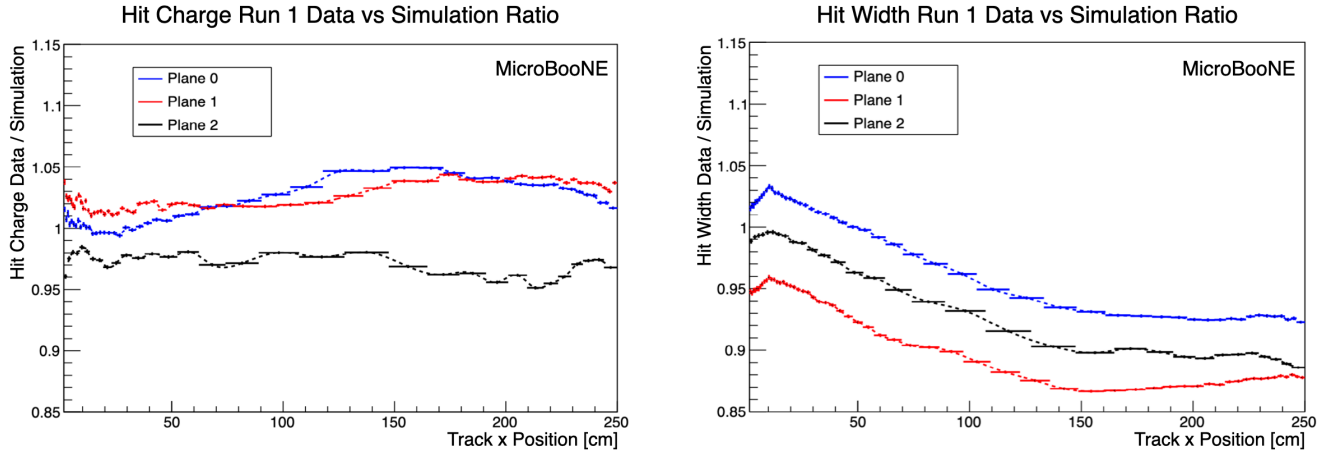 Hit Charge Run 1 Data vs Simulation Ratio
Hit Charge Data / Simulation
1.15
1.1
1.05
1
0.95
0.9
0.85
MicroBooNE
Plane 0
Plane 1
Plane 2
50
100
150
200
250
Track x Position [cm]
Hit Width Run 1 Data vs Simulation Ratio
Hit Width Data / Simulation
1.15
1.1
1.05
1
0.95
0.9
0.85
MicroBooNE
Plane 0
Plane 1
Plane 2
50
100
150
200
250
Track x Position [cm]